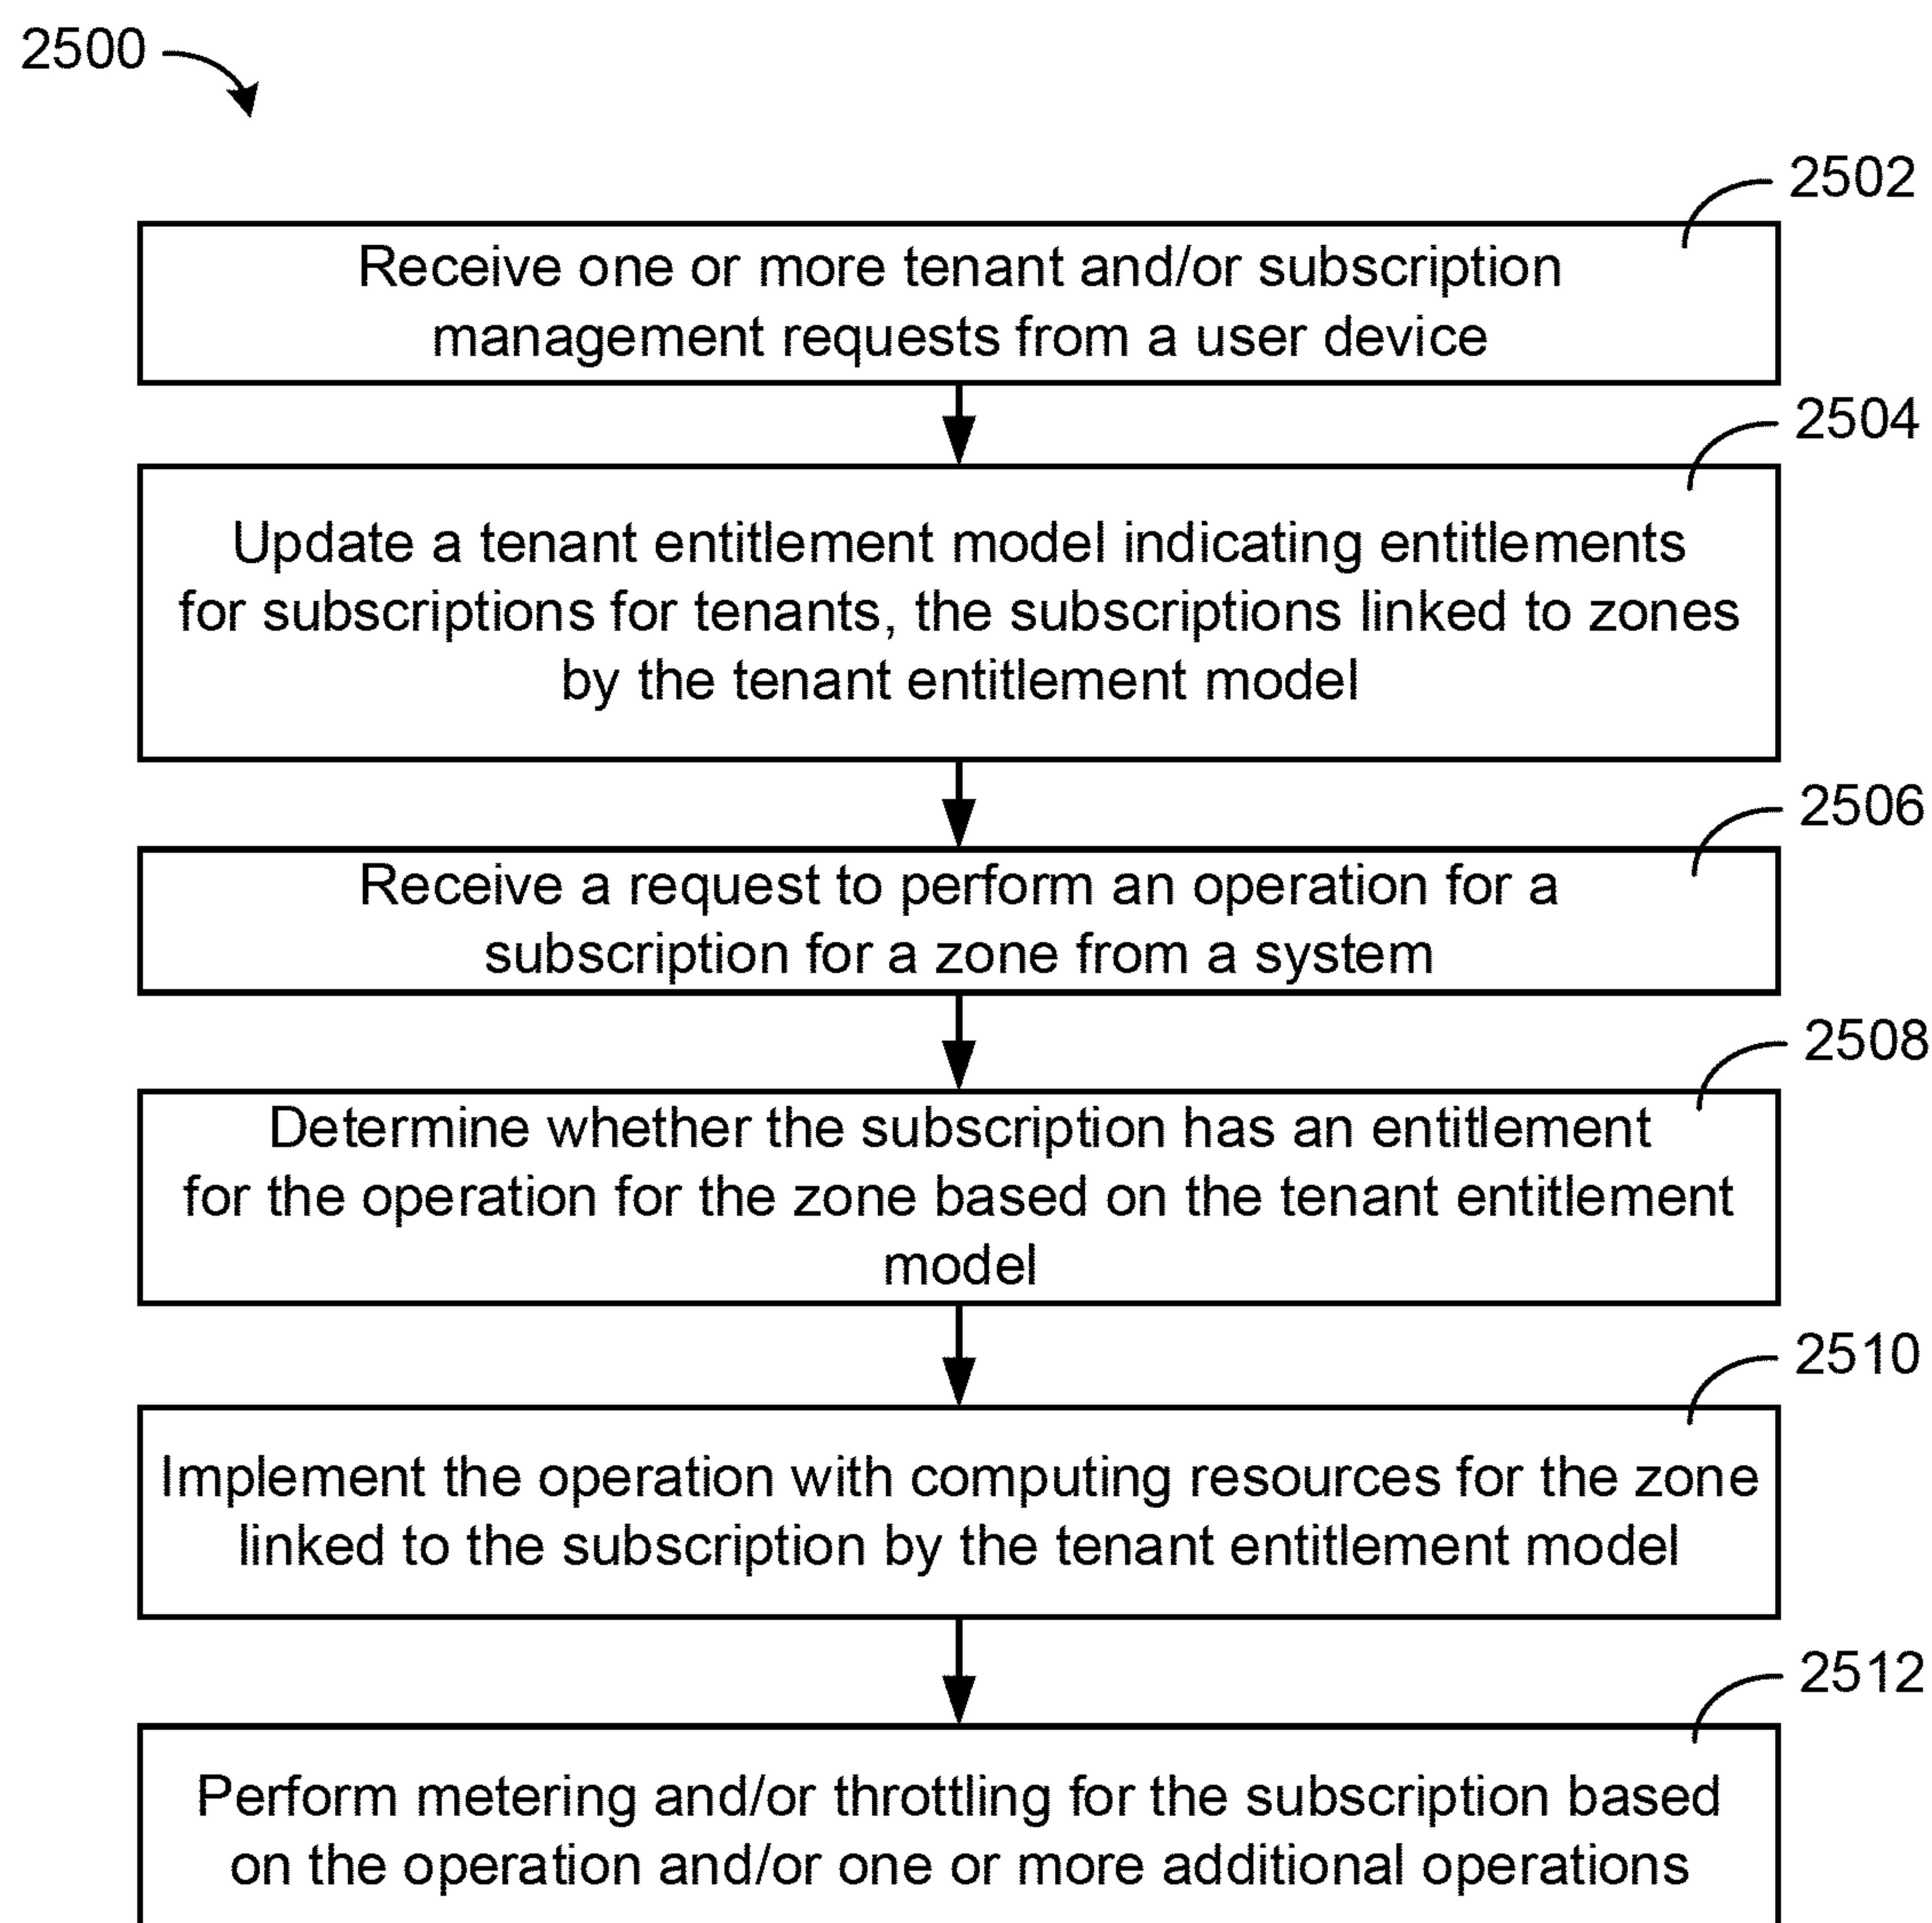 2500
2502
Receive one or more tenant and/or subscription
management requests from a user device
2504
Update a tenant entitlement model indicating entitlements
for subscriptions for tenants, the subscriptions linked to zones
by the tenant entitlement model
2506
Receive a request to perform an operation for a
subscription for a zone from a system
2508
Determine whether the subscription has an entitlement
for the operation for the zone based on the tenant entitlement
model
2510
Implement the operation with computing resources for the zone
linked to the subscription by the tenant entitlement model
2512
Perform metering and/or throttling for the subscription based
on the operation and/or one or more additional operations